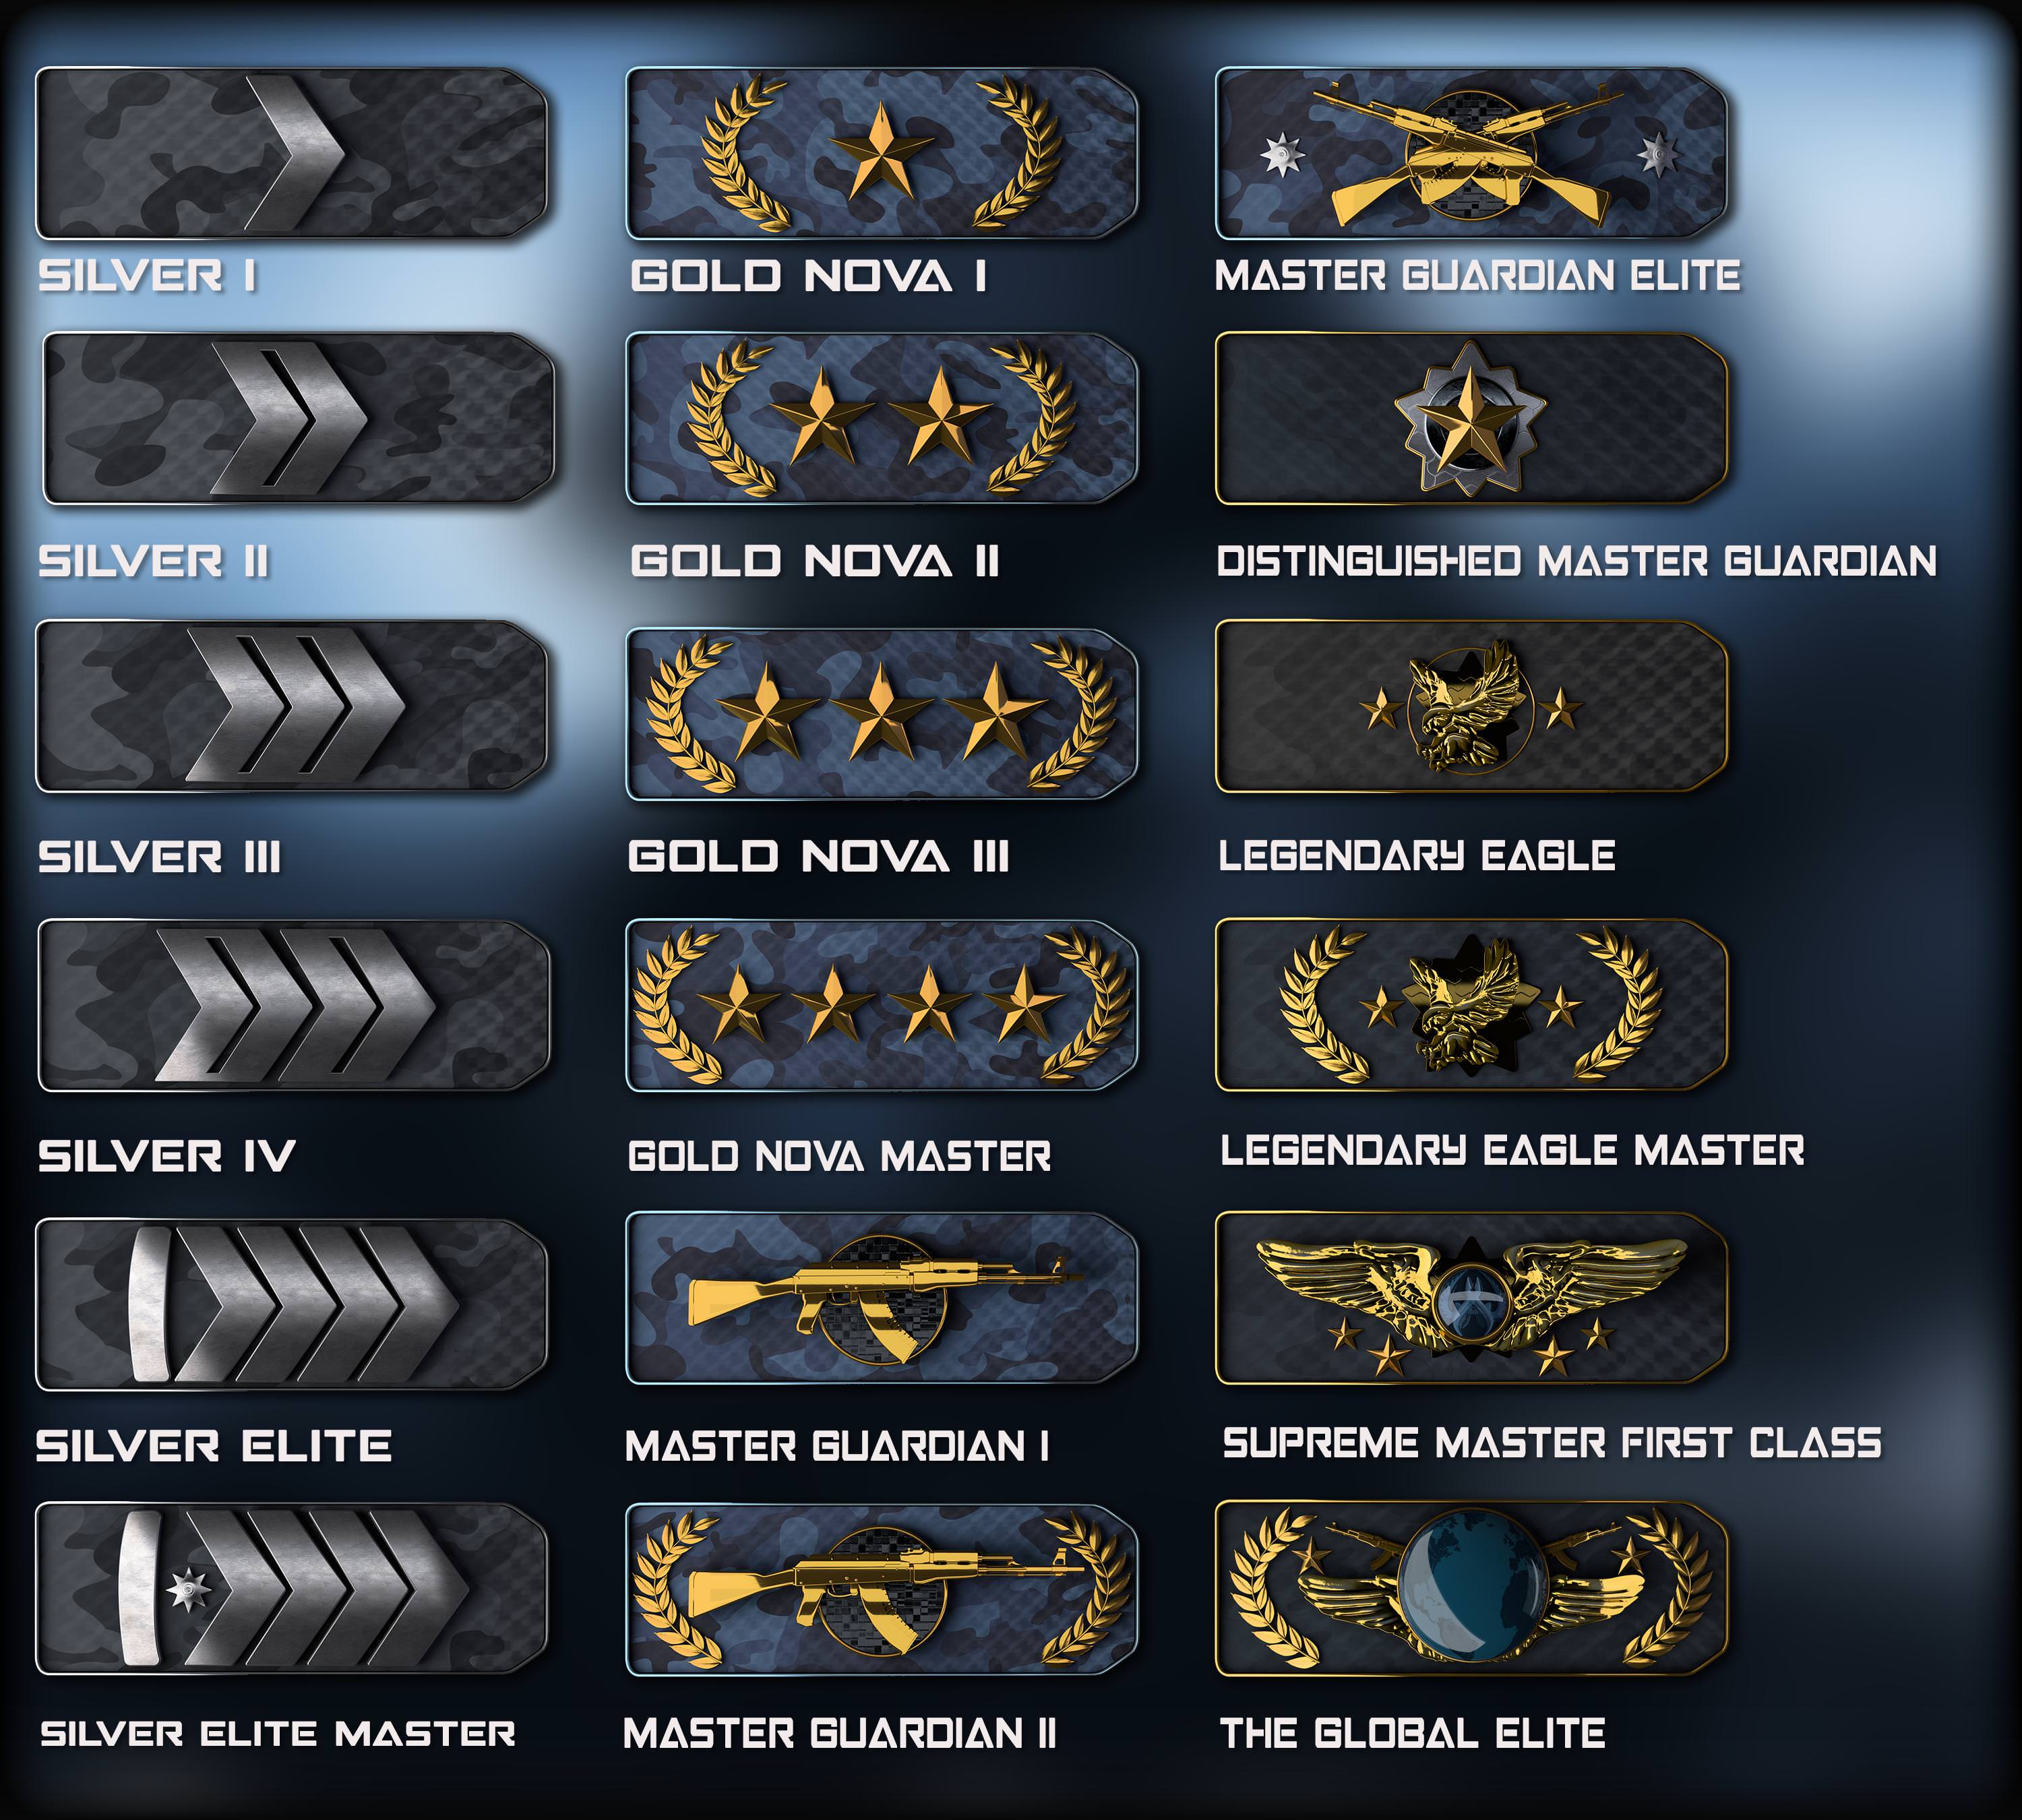 SILVER I
GOLD NOVA I
MASTER GUARDIAN ELITE
SILVER II
GOLD NOVA II
DISTINGUISHED MASTER GUARDIAN
SILVER III
GOLD NOVA III
LEGENDARY EAGLE
SILVER IV
GOLD NOVA MASTER
LEGENDARY EAGLE MASTER
SILVER ELITE
MASTER GUARDIAN I
SUPREME MASTER FIRST CLASS
SILVER ELITE MASTER
MASTER GUARDIAN II
THE GLOBAL ELITE